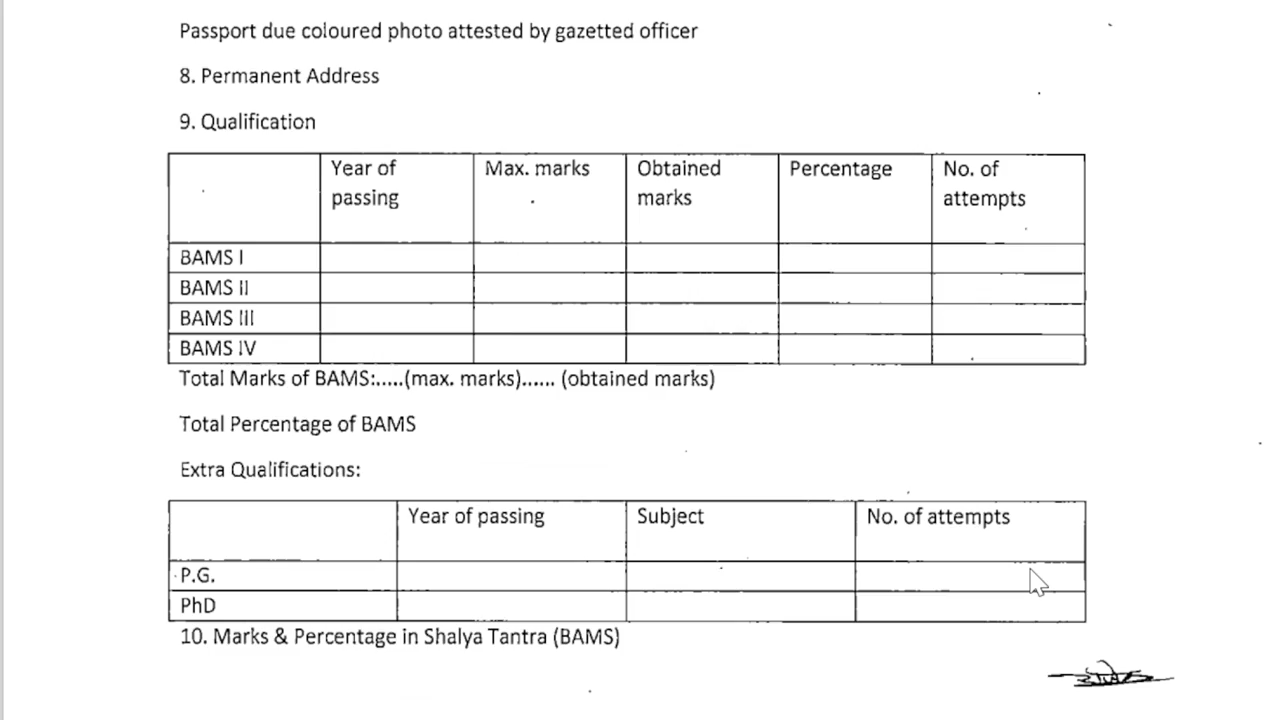 Passport due coloured photo attested by gazetted officer
8. Permanent Address
9. Qualification
Year of passing Max. marks Obtained marks Percentage No. of attempts
BAMS I
BAMS II
BAMS III
BAMS IV
Total Marks of BAMS:.....(max. marks)...... (obtained marks)
Total Percentage of BAMS
Extra Qualifications:
Year of passing Subject No. of attempts
P.G.
PhD
10. Marks & Percentage in Shalya Tantra (BAMS)